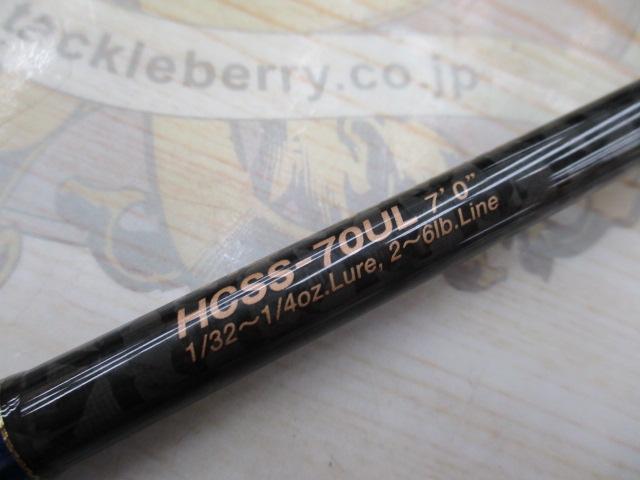 tackleberry.co.jp
HCSS-70UL 7'0"
1/32~1/4oz.Lure, 2~6lb.Line